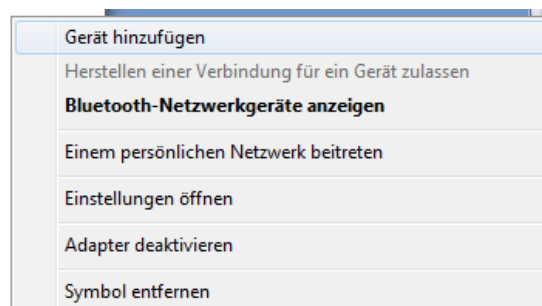 Gerät hinzufügen
Herstellen einer Verbindung für ein Gerät zulassen
Bluetooth-Netzwerkgeräte anzeigen
Einem persönlichen Netzwerk beitreten
Einstellungen öffnen
Adapter deaktivieren
Symbol entfernen